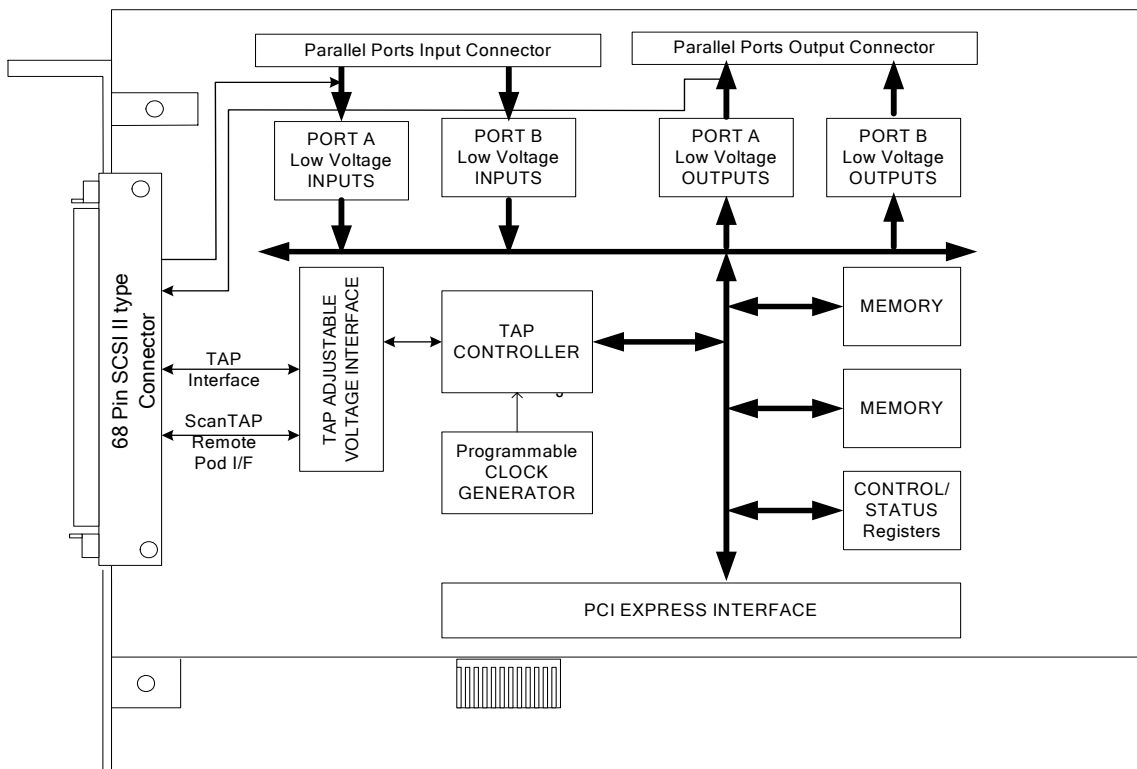 Parallel Ports Input Connector
Parallel Ports Output Connector
PORT A
Low Voltage
INPUTS
PORT B
Low Voltage
INPUTS
PORT A
Low Voltage
OUTPUTS
PORT B
Low Voltage
OUTPUTS
68 Pin SCSI II type
Connector
TAP
Interface
ScanTAP
Remote
Pod I/F
TAP ADJUSTABLE
VOLTAGE INTERFACE
TAP
CONTROLLER
Programmable
CLOCK
GENERATOR
MEMORY
MEMORY
CONTROL/
STATUS
Registers
PCI EXPRESS INTERFACE